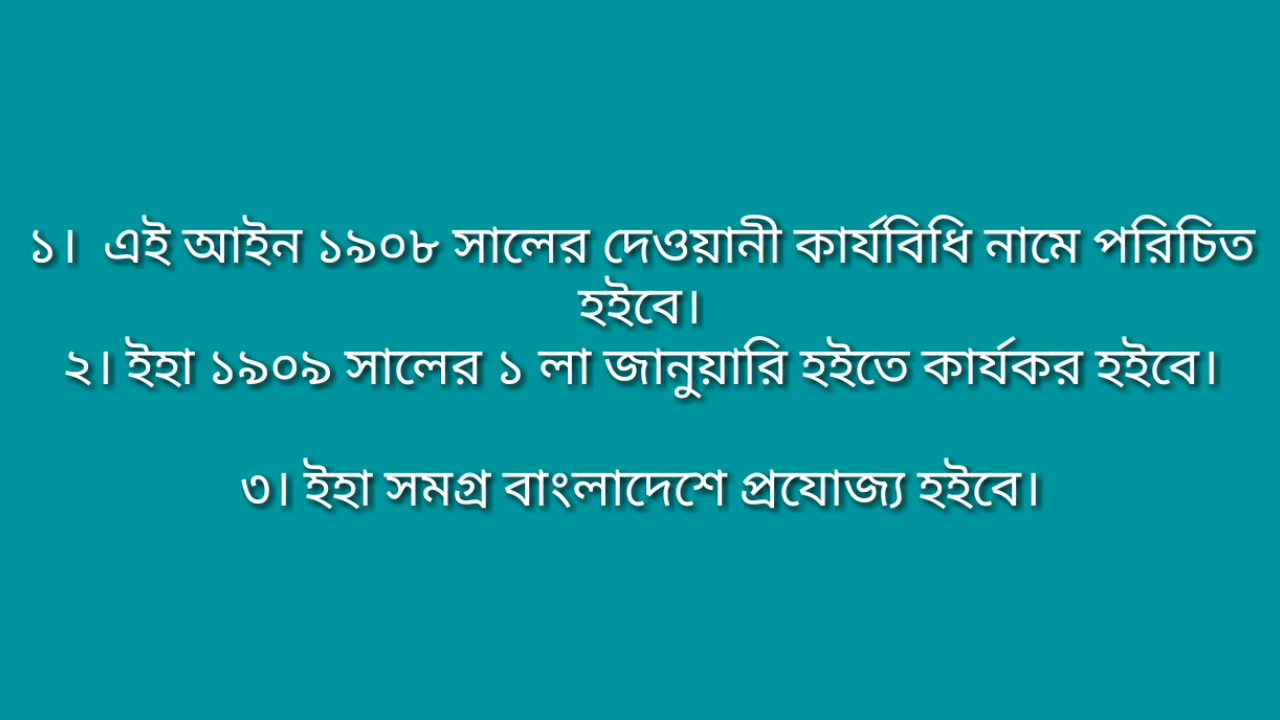 ১। এই আইন ১৯০৮ সালের দেওয়ানী কার্যবিধি নামে পরিচিত
হইবে।
২। ইহা ১৯০৯ সালের ১ লা জানুয়ারি হইতে কার্যকর হইবে।
৩। ইহা সমগ্র বাংলাদেশে প্রযোজ্য হইবে।